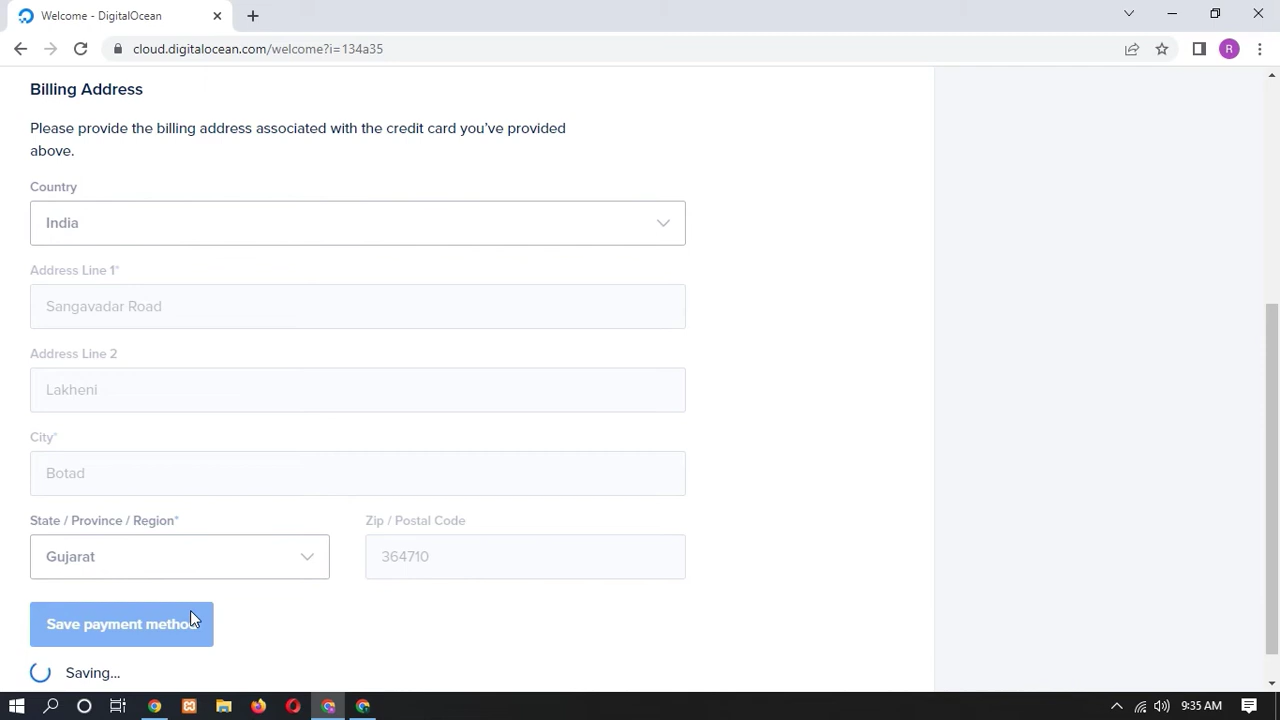 Welcome - DigitalOcean
cloud.digitalocean.com/welcome?i=134a35
R
Billing Address
Please provide the billing address associated with the credit card you've provided
above.
Country
India
Address Line 1*
Sangavadar Road
Address Line 2
Lakheni
City*
Botad
State / Province / Region*
Zip / Postal Code
Gujarat
364710
Save payment method
Saving...
9:35 AM